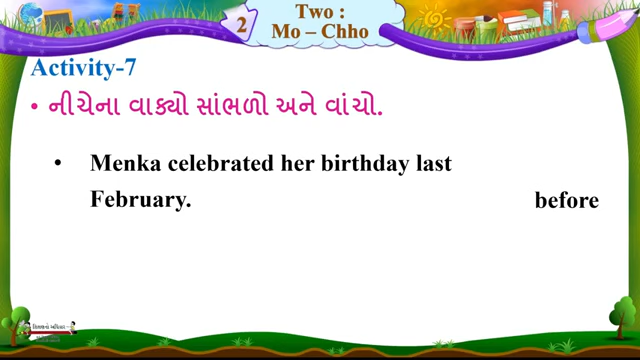 2
Two :
Mo – Chho
Activity-7
• નીચેના વાક્યો સાંભળો અને વાંચો.
• Menka celebrated her birthday last
February. before